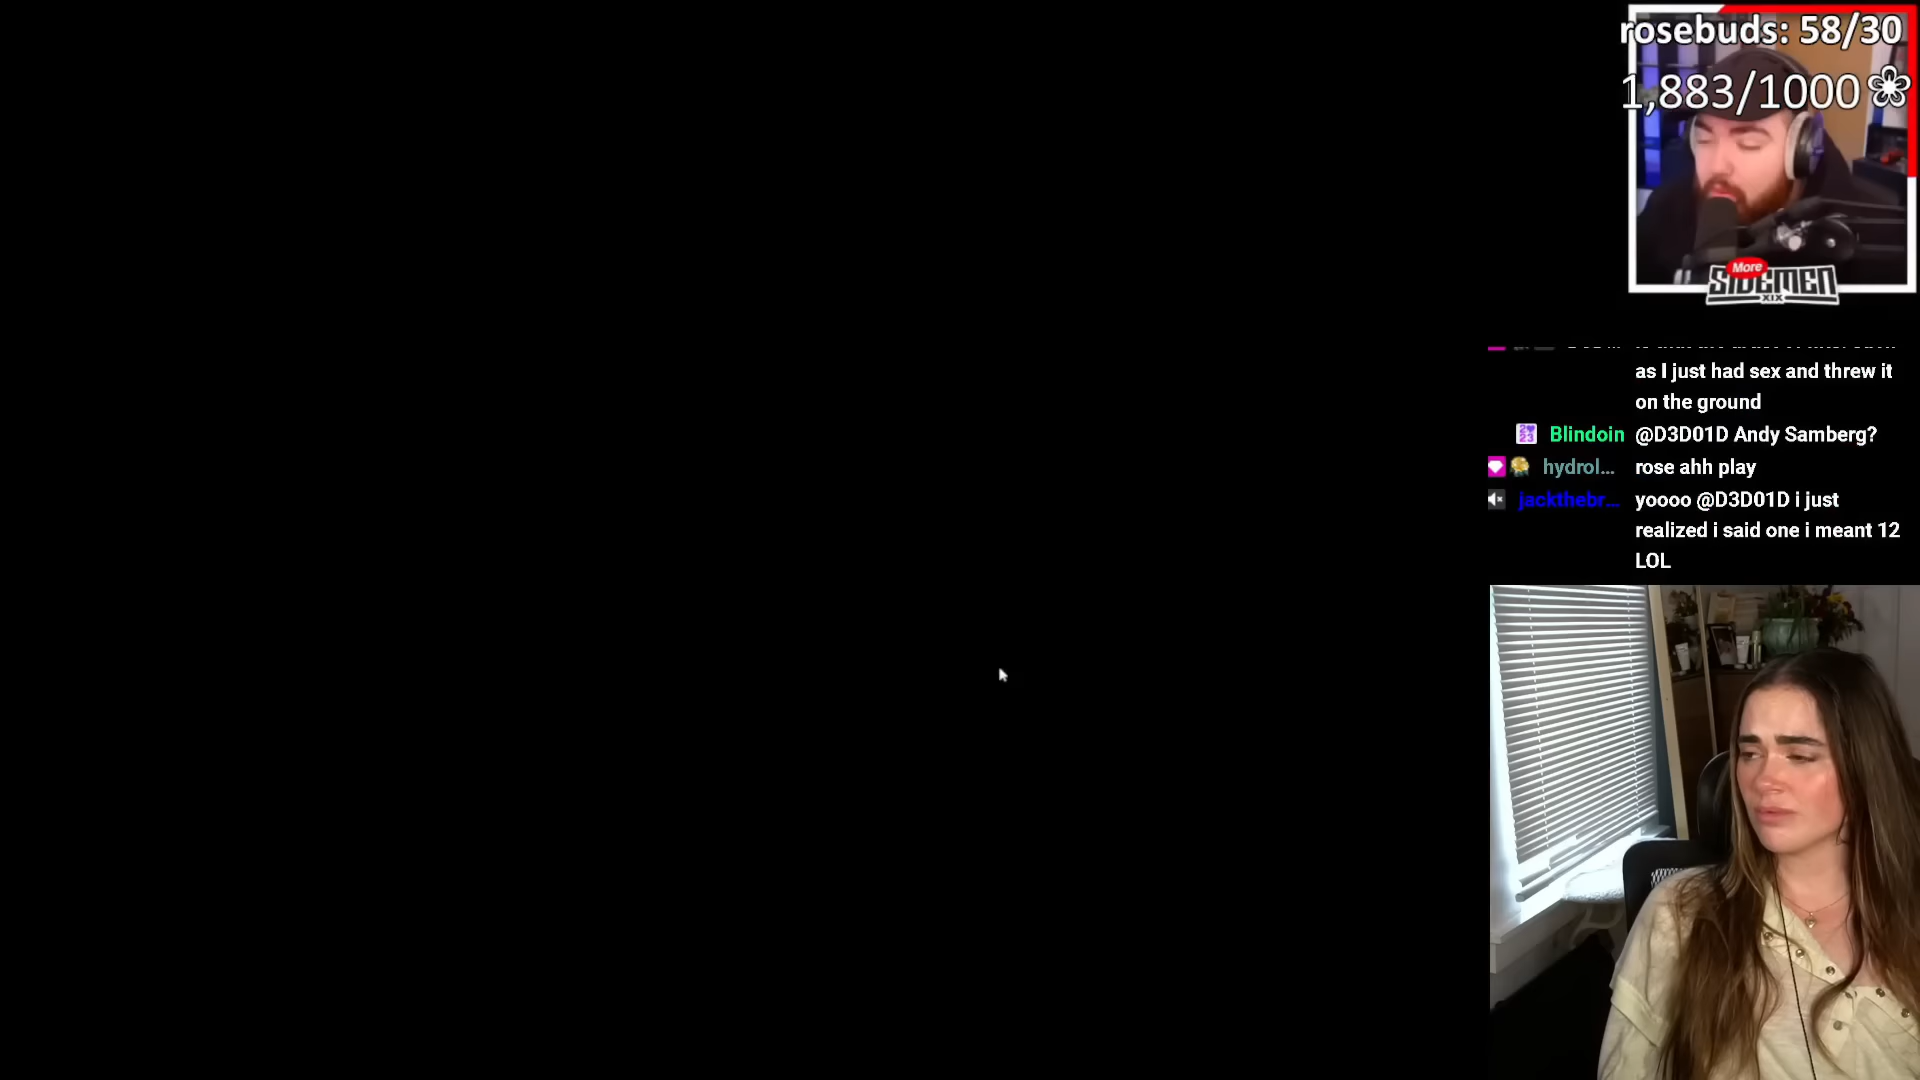 rosebuds: 58/30
1,883/1000
More
SIDEMEN
XIX
as I just had sex and threw it
on the ground
Blindoin @D3D01D Andy Samberg?
hydrol... rose ahh play
jackthebr... yoooo @D3D01D i just
realized i said one i meant 12
LOL